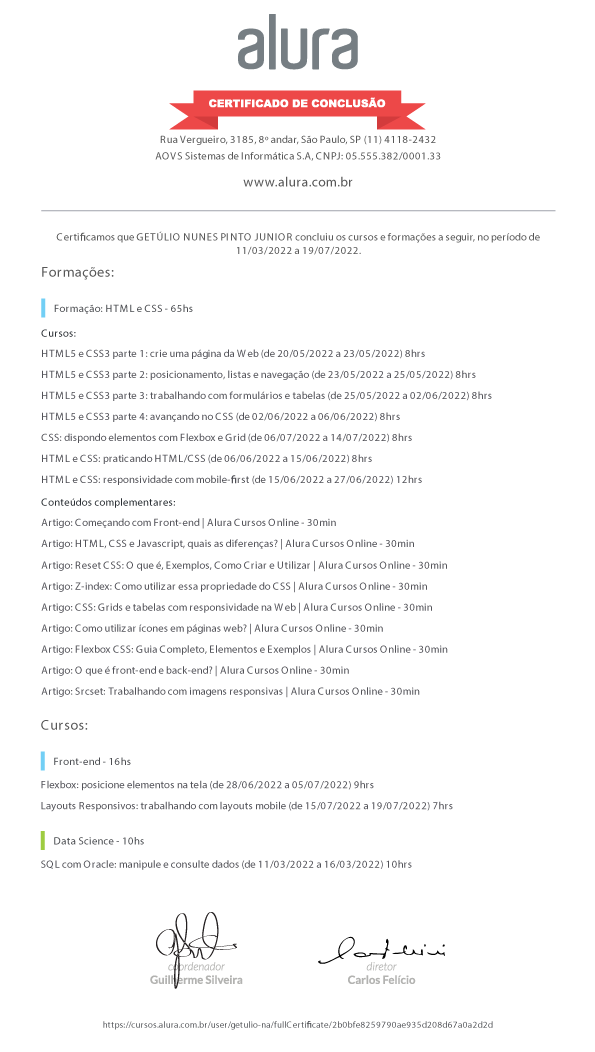 alura
CERTIFICADO DE CONCLUSÃO
Rua Vergueiro, 3185, 8º andar, São Paulo, SP (11) 4118-2432
AOVS Sistemas de Informática S.A, CNPJ: 05.555.382/0001.33
www.alura.com.br
Certificamos que GETÚLIO NUNES PINTO JUNIOR concluiu os cursos e formações a seguir, no período de
11/03/2022 a 19/07/2022.
Formações:
Formação: HTML e CSS - 65hs
Cursos:
HTML5 e CSS3 parte 1: crie uma página da Web (de 20/05/2022 a 23/05/2022) 8hrs
HTML5 e CSS3 parte 2: posicionamento, listas e navegação (de 23/05/2022 a 25/05/2022) 8hrs
HTML5 e CSS3 parte 3: trabalhando com formulários e tabelas (de 25/05/2022 a 02/06/2022) 8hrs
HTML5 e CSS3 parte 4: avançando no CSS (de 02/06/2022 a 06/06/2022) 8hrs
CSS: dispondo elementos com Flexbox e Grid (de 06/07/2022 a 14/07/2022) 8hrs
HTML e CSS: praticando HTML/CSS (de 06/06/2022 a 15/06/2022) 8hrs
HTML e CSS: responsividade com mobile-first (de 15/06/2022 a 27/06/2022) 12hrs
Conteúdos complementares:
Artigo: Começando com Front-end | Alura Cursos Online - 30min
Artigo: HTML, CSS e Javascript, quais as diferenças? | Alura Cursos Online - 30min
Artigo: Reset CSS: O que é, Exemplos, Como Criar e Utilizar | Alura Cursos Online - 30min
Artigo: Z-index: Como utilizar essa propriedade do CSS | Alura Cursos Online - 30min
Artigo: CSS: Grids e tabelas com responsividade na Web | Alura Cursos Online - 30min
Artigo: Como utilizar ícones em páginas web? | Alura Cursos Online - 30min
Artigo: Flexbox CSS: Guia Completo, Elementos e Exemplos | Alura Cursos Online - 30min
Artigo: O que é front-end e back-end? | Alura Cursos Online - 30min
Artigo: Srcset: Trabalhando com imagens responsivas | Alura Cursos Online - 30min
Cursos:
Front-end - 16hs
Flexbox: posicione elementos na tela (de 28/06/2022 a 05/07/2022) 9hrs
Layouts Responsivos: trabalhando com layouts mobile (de 15/07/2022 a 19/07/2022) 7hrs
Data Science - 10hs
SQL com Oracle: manipule e consulte dados (de 11/03/2022 a 16/03/2022) 10hrs
coordenador
Guilherme Silveira
diretor
Carlos Felício
https://cursos.alura.com.br/user/getulio-na/fullCertificate/2b0bfe8259790ae935d208d67a0a2d2d